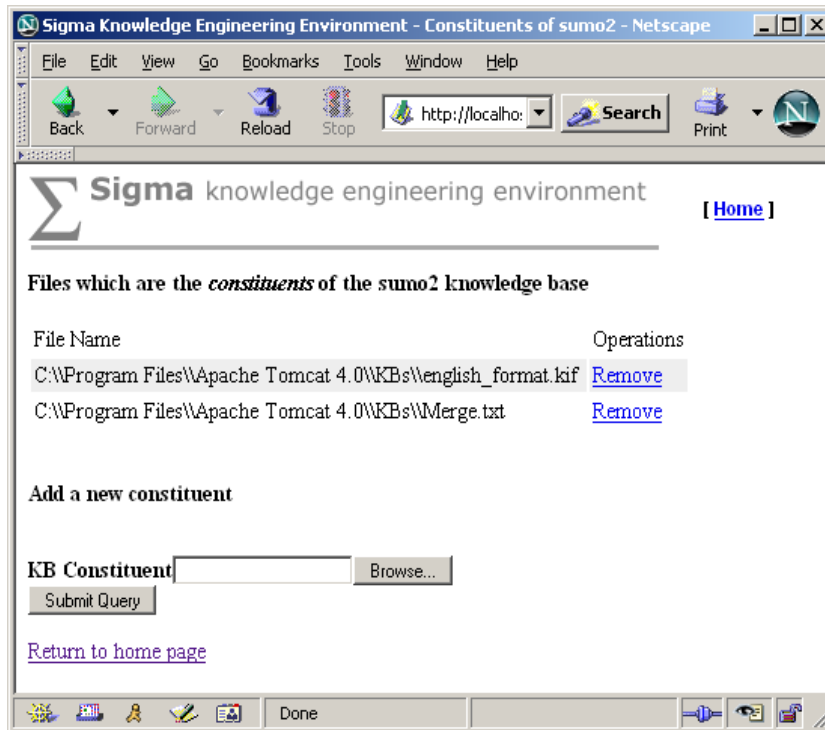 Sigma Knowledge Engineering Environment - Constituents of sumo2 - Netscape
File Edit View Go Bookmarks Tools Window Help
Back Forward Reload Stop http://localho: Search Print N
Σ Sigma knowledge engineering environment
[ Home ]
Files which are the constituents of the sumo2 knowledge base
File Name Operations
C:\\Program Files\\Apache Tomcat 4.0\\KBs\\english_format.kif Remove
C:\\Program Files\\Apache Tomcat 4.0\\KBs\\Merge.txt Remove
Add a new constituent
KB Constituent Browse...
Submit Query
Return to home page
Done